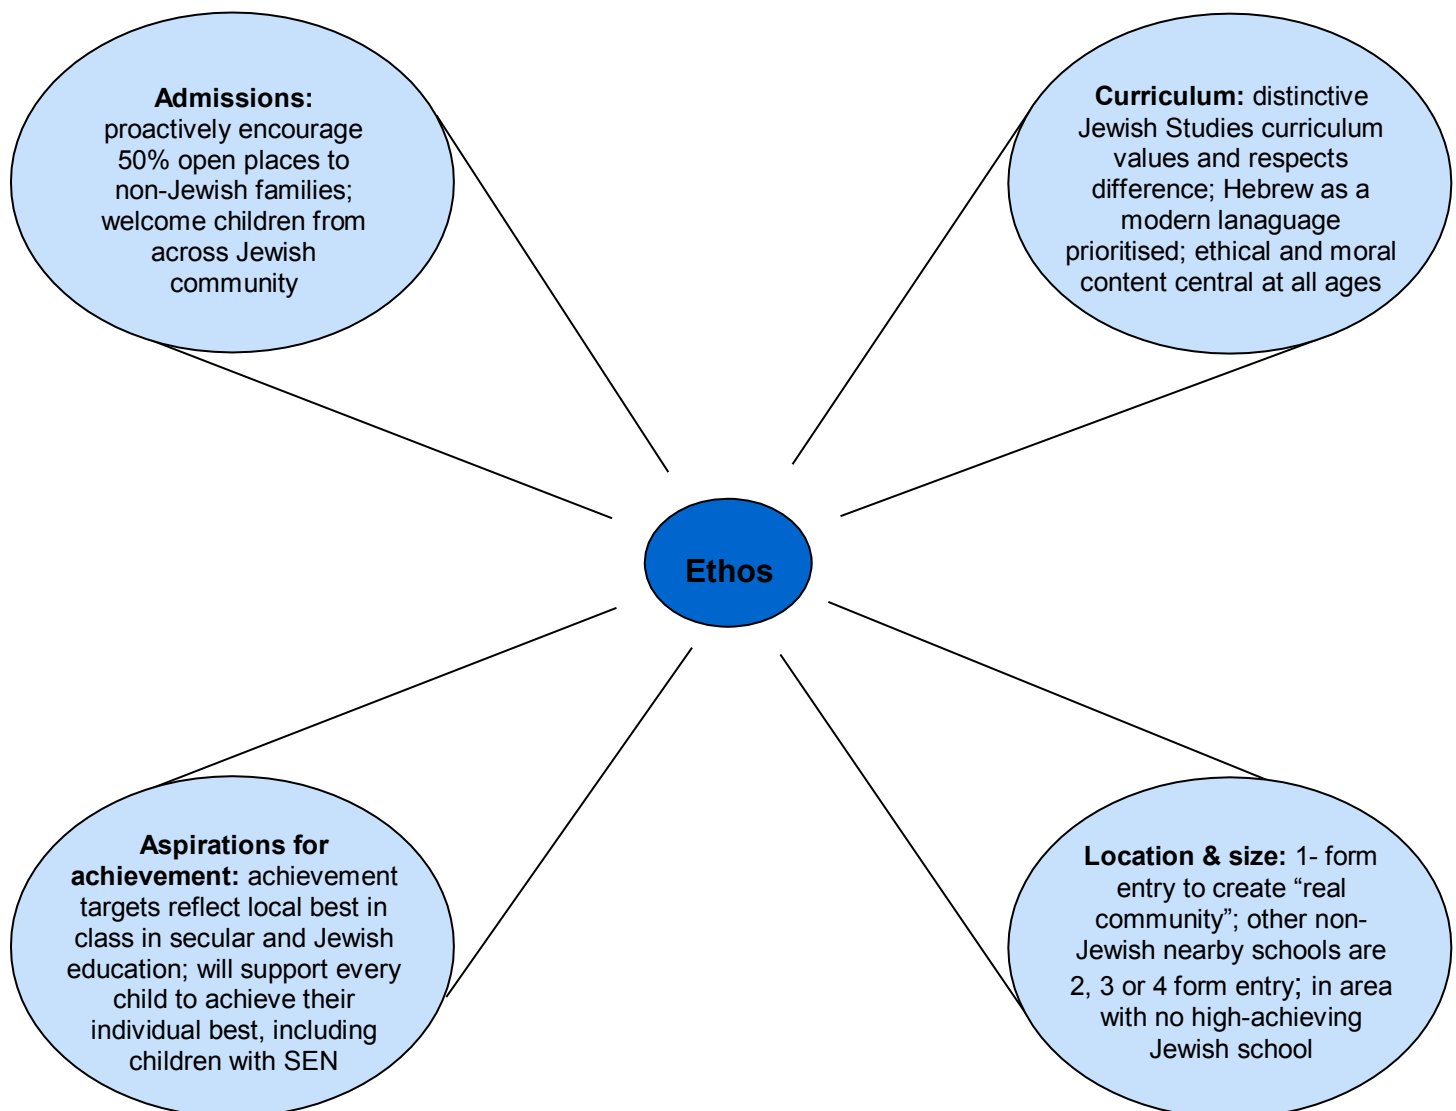 Admissions:
proactively encourage
50% open places to
non-Jewish families;
welcome children from
across Jewish
community
Curriculum: distinctive
Jewish Studies curriculum
values and respects
difference; Hebrew as a
modern lanaguage
prioritised; ethical and moral
content central at all ages
Ethos
Aspirations for
achievement: achievement
targets reflect local best in
class in secular and Jewish
education; will support every
child to achieve their
individual best, including
children with SEN
Location & size: 1- form
entry to create “real
community”; other non-
Jewish nearby schools are
2, 3 or 4 form entry; in area
with no high-achieving
Jewish school